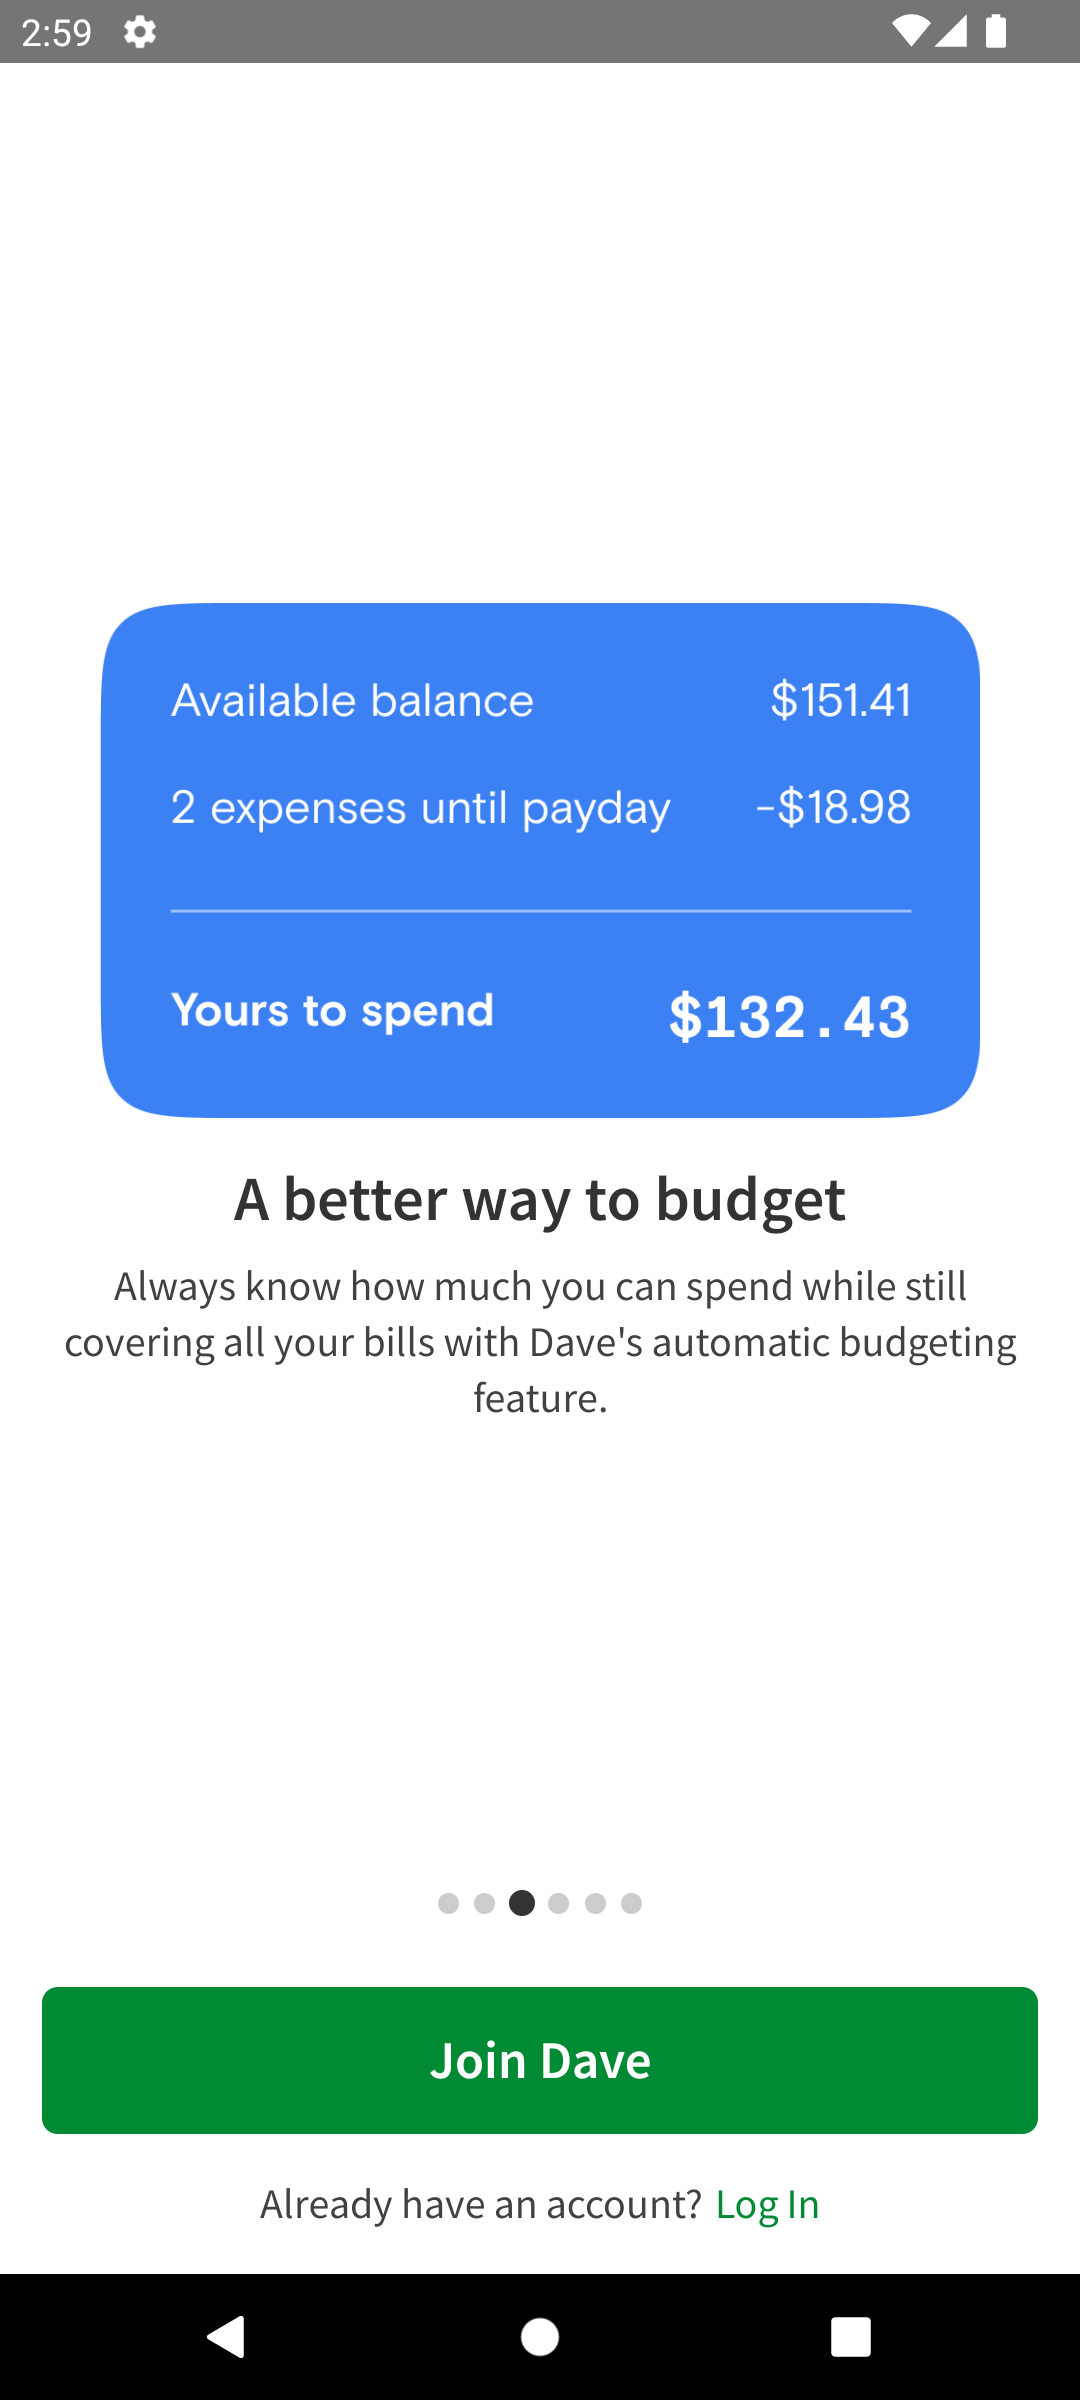 2:59
Available balance $151.41
2 expenses until payday -$18.98
Yours to spend $132.43
A better way to budget
Always know how much you can spend while still
covering all your bills with Dave's automatic budgeting
feature.
Join Dave
Already have an account? Log In